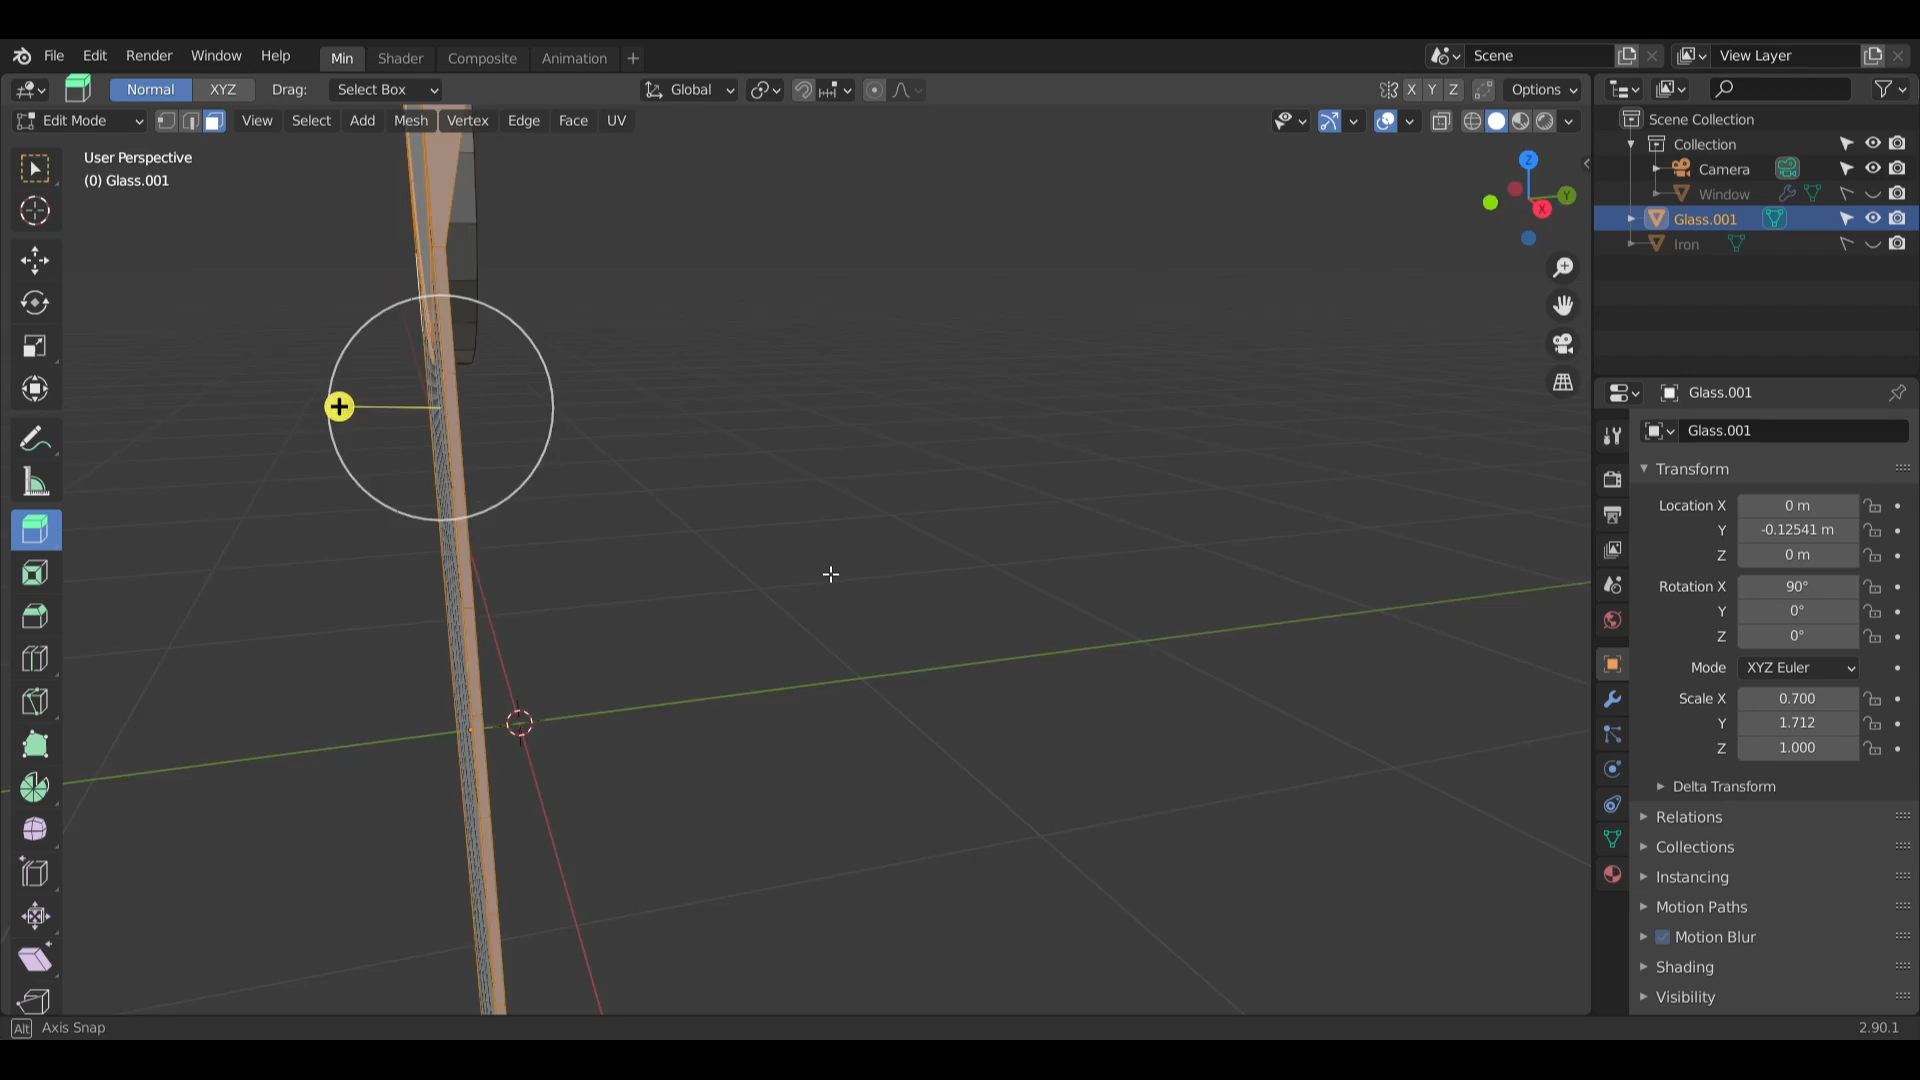 File Edit Render Window Help Min Shader Composite Animation + Scene View Layer
Normal XYZ Drag: Select Box Global X Y Z Options
Edit Mode View Select Add Mesh Vertex Edge Face UV
User Perspective
(0) Glass.001
Z
Y
X
Scene Collection
Collection
Camera
Window
Glass.001
Iron
Glass.001
Glass.001
Transform
Location X 0 m
Y -0.12541 m
Z 0 m
Rotation X 90°
Y 0°
Z 0°
Mode XYZ Euler
Scale X 0.700
Y 1.712
Z 1.000
Delta Transform
Relations
Collections
Instancing
Motion Paths
Motion Blur
Shading
Visibility
Alt Axis Snap 2.90.1